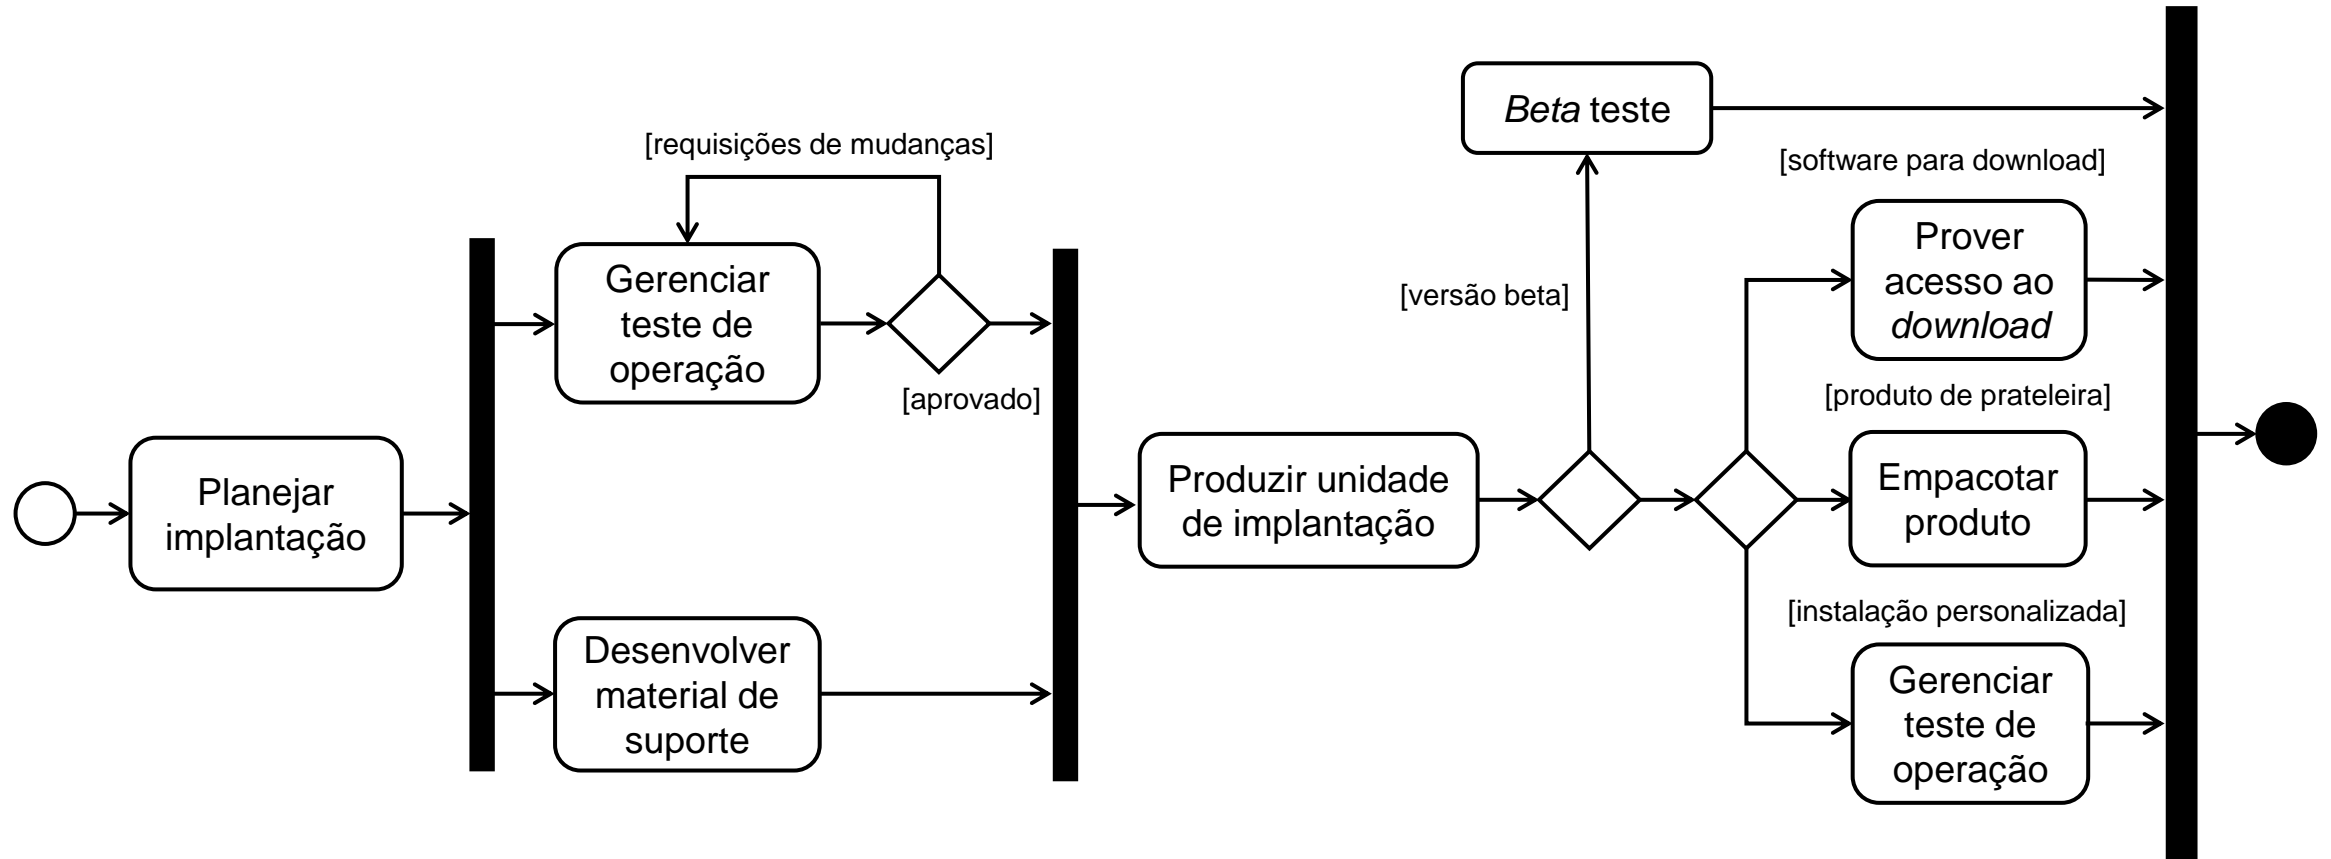 Planejar
implantação
[requisições de mudanças]
Gerenciar
teste de
operação
[aprovado]
Desenvolver
material de
suporte
Produzir unidade
de implantação
[versão beta]
Beta teste
[software para download]
Prover
acesso ao
download
[produto de prateleira]
Empacotar
produto
[instalação personalizada]
Gerenciar
teste de
operação